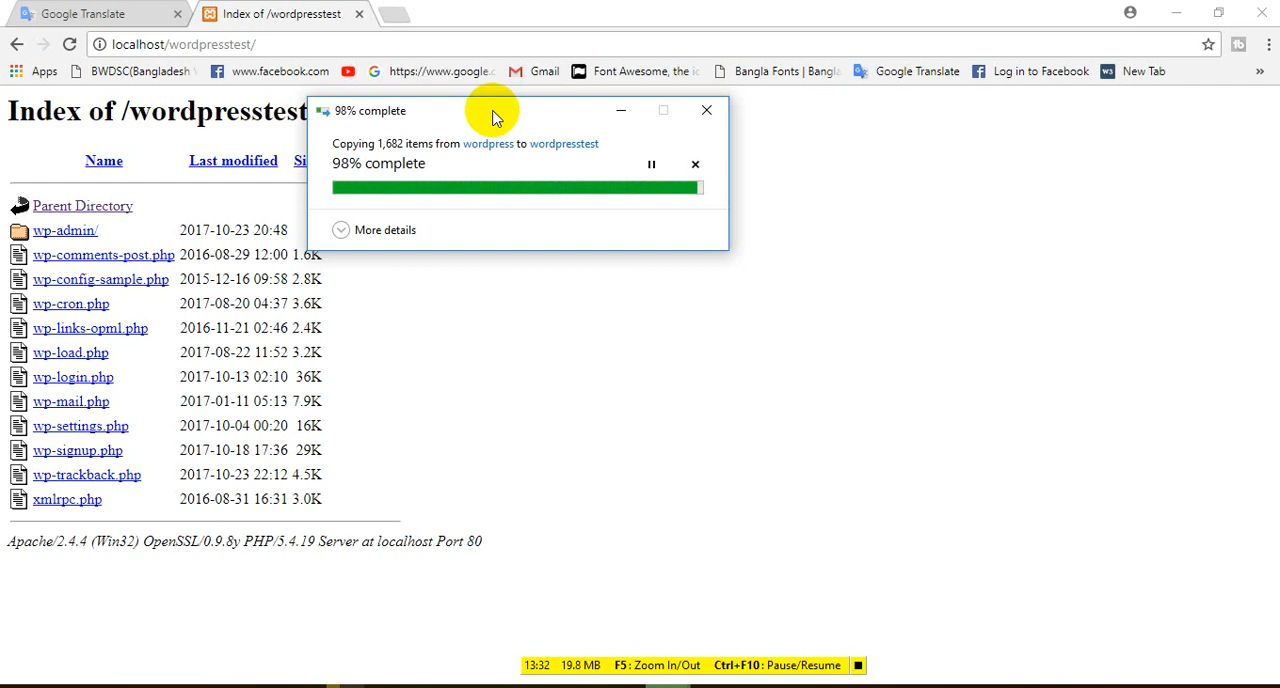 Google Translate
Index of /wordpresstest
localhost/wordpresstest/
Apps BWDSC(Bangladesh www.facebook.com https://www.google.c Gmail Font Awesome, the ic Bangla Fonts | Bangla Google Translate Log in to Facebook w3 New Tab »
Index of /wordpresstest
98% complete
Copying 1,682 items from wordpress to wordpresstest
98% complete
More details
Name Last modified Si
Parent Directory
wp-admin/ 2017-10-23 20:48
wp-comments-post.php 2016-08-29 12:00 1.6K
wp-config-sample.php 2015-12-16 09:58 2.8K
wp-cron.php 2017-08-20 04:37 3.6K
wp-links-opml.php 2016-11-21 02:46 2.4K
wp-load.php 2017-08-22 11:52 3.2K
wp-login.php 2017-10-13 02:10 36K
wp-mail.php 2017-01-11 05:13 7.9K
wp-settings.php 2017-10-04 00:20 16K
wp-signup.php 2017-10-18 17:36 29K
wp-trackback.php 2017-10-23 22:12 4.5K
xmlrpc.php 2016-08-31 16:31 3.0K
Apache/2.4.4 (Win32) OpenSSL/0.9.8y PHP/5.4.19 Server at localhost Port 80
13:32 19.8 MB F5: Zoom In/Out Ctrl+F10: Pause/Resume